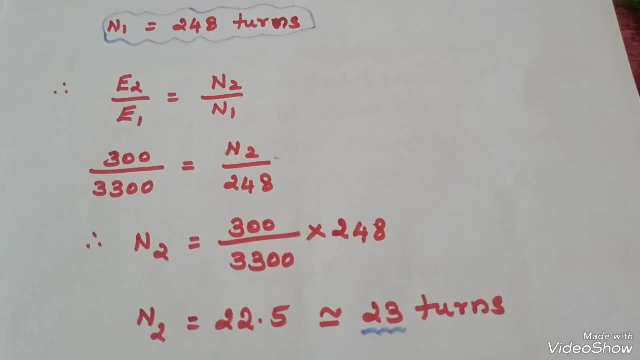 N1 = 248 turns
∴ E2/E1 = N2/N1
300/3300 = N2/248
∴ N2 = 300/3300 × 248
N2 = 22.5 ≃ 23 turns
Made with
VideoShow